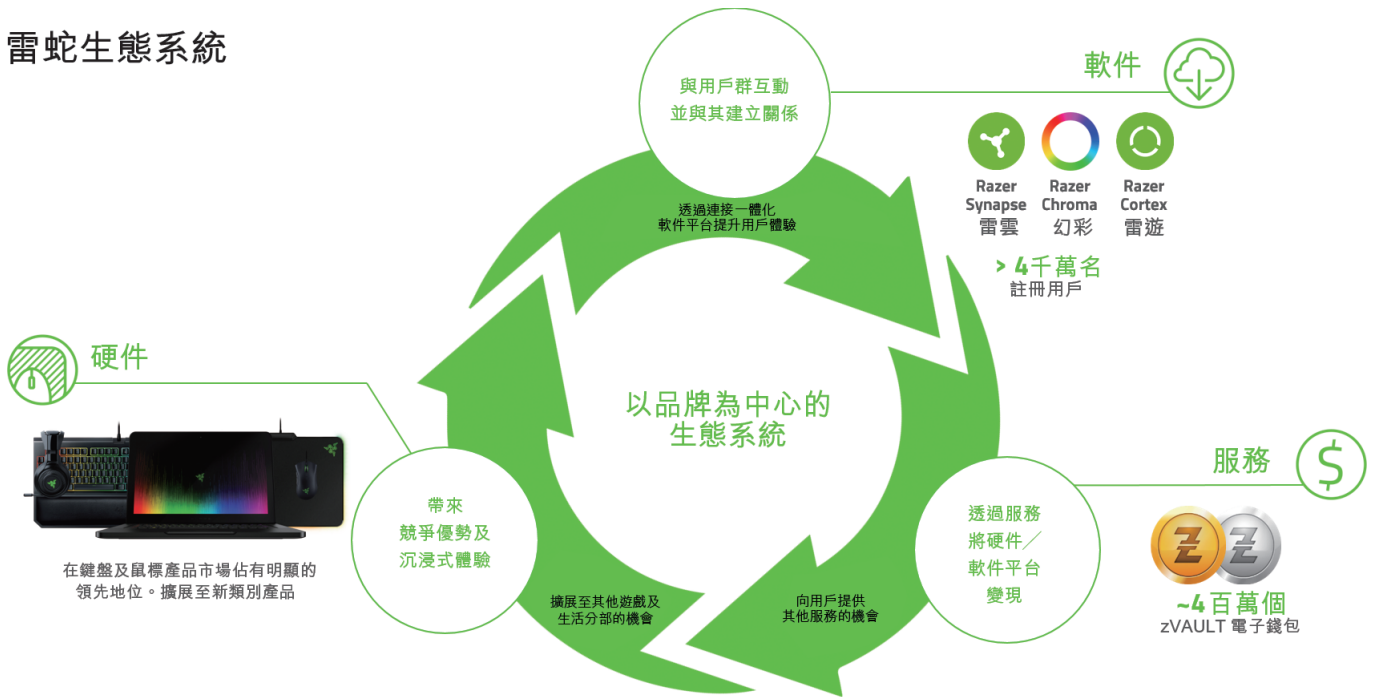 雷蛇生態系統
與用戶群互動
並與其建立關係
軟件
Razer
Synapse
雷雲
Razer
Chroma
幻彩
Razer
Cortex
雷遊
> 4千萬名
註冊用戶
透過連接一體化
軟件平台提升用戶體驗
硬件
在鍵盤及鼠標產品市場佔有明顯的
領先地位。擴展至新類別產品
以品牌為中心的
生態系統
帶來
競爭優勢及
沉浸式體驗
服務
透過服務
將硬件／
軟件平台
變現
~4百萬個
zVAULT 電子錢包
擴展至其他遊戲及
生活分部的機會
向用戶提供
其他服務的機會